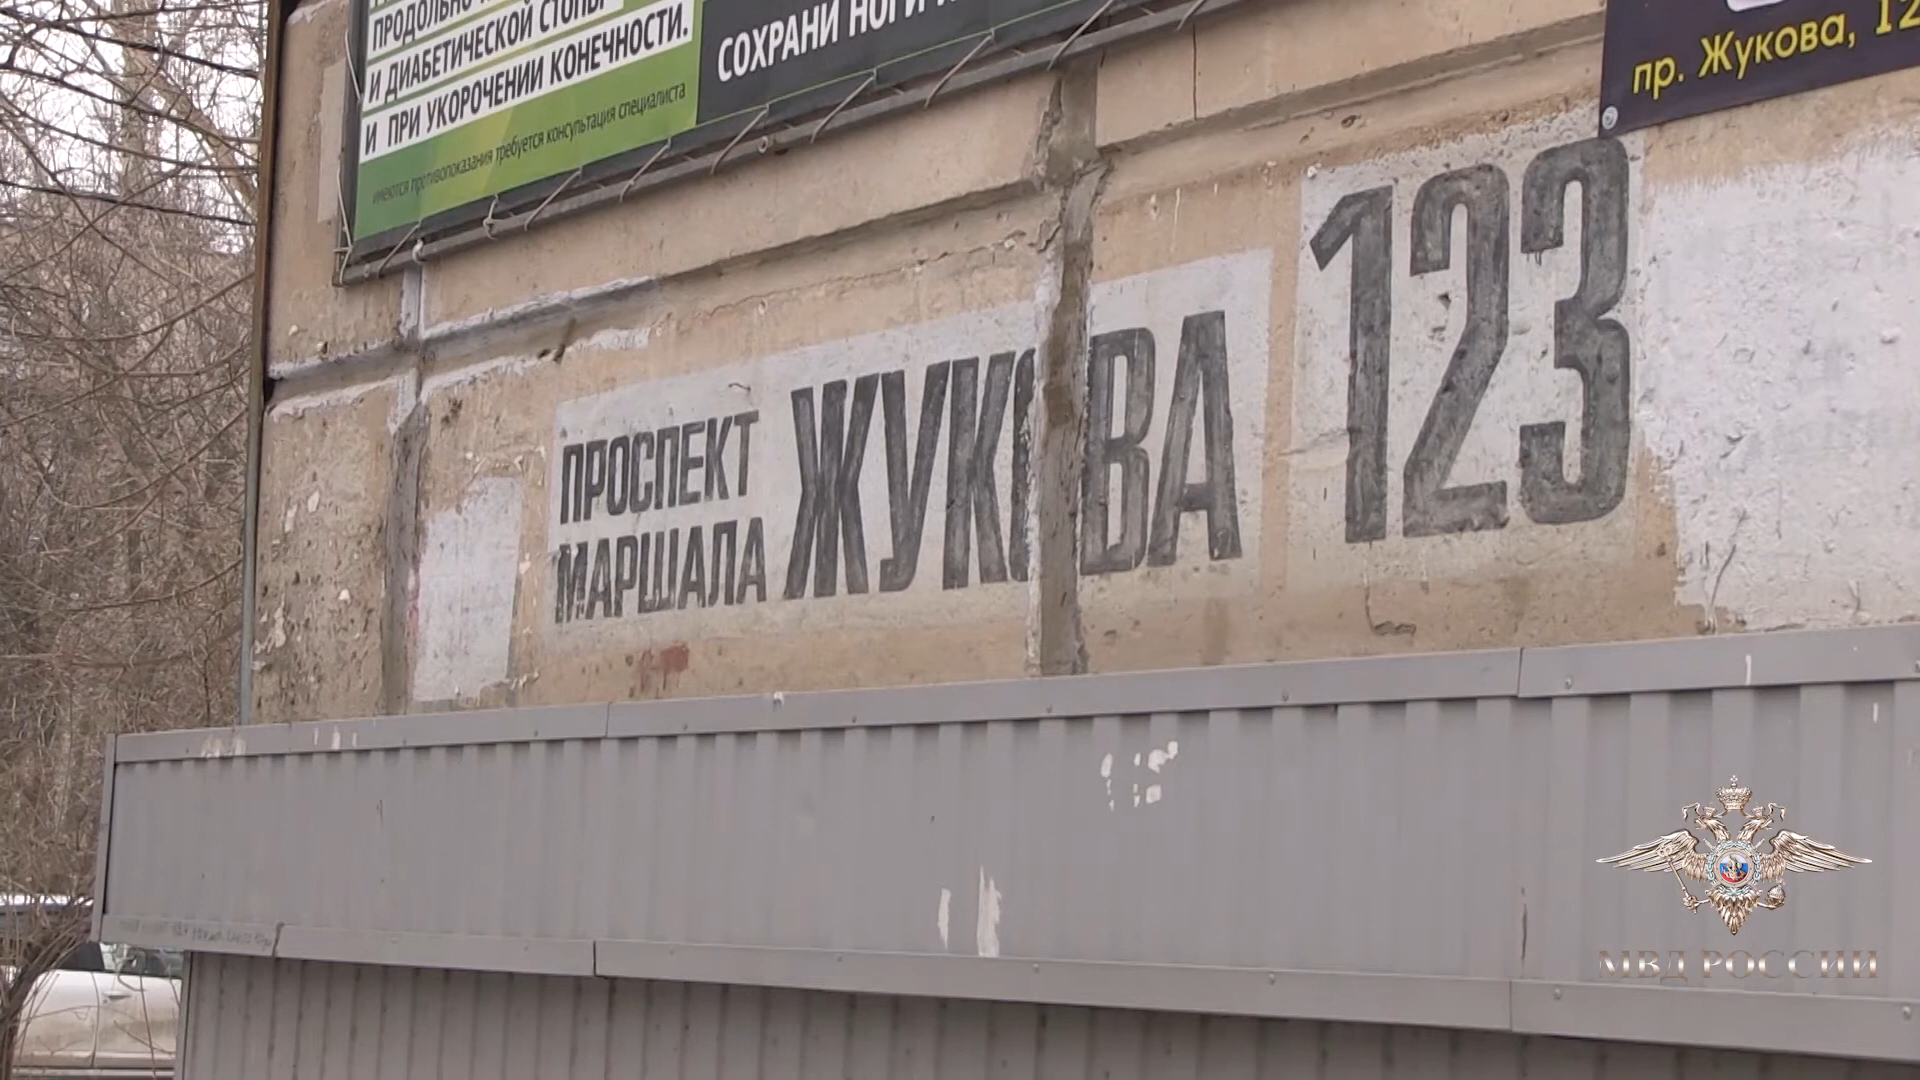 И ДИАБЕТИЧЕСКОЙ СТОПЫ
И ПРИ УКОРОЧЕНИИ КОНЕЧНОСТИ.
имеются противопоказания требуется консультация специалиста
СОХРАНИ НОГИ
пр. Жукова, 12
ПРОСПЕКТ
МАРШАЛА
ЖУКОВА 123
МВД РОССИИ